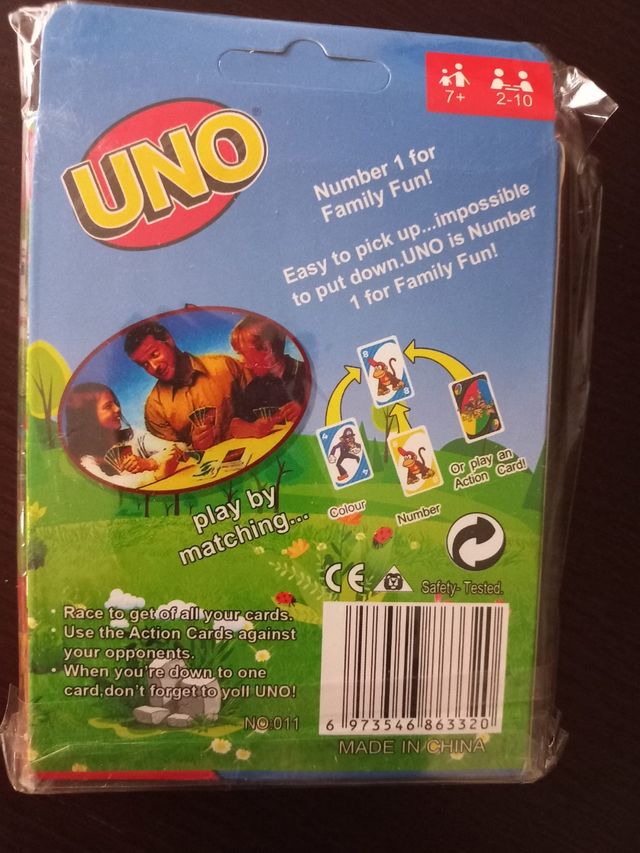 UNO
®
7+ 2-10
Number 1 for
Family Fun!
Easy to pick up...impossible
to put down.UNO is Number
1 for Family Fun!
play by
matching...
Colour
Number
Or play an
Action Card!
CE
Safety- Tested.
• Race to get of all your cards.
• Use the Action Cards against
your opponents.
• When you're down to one
card,don't forget to yoll UNO!
NO:011
6 973546 863320
MADE IN CHINA